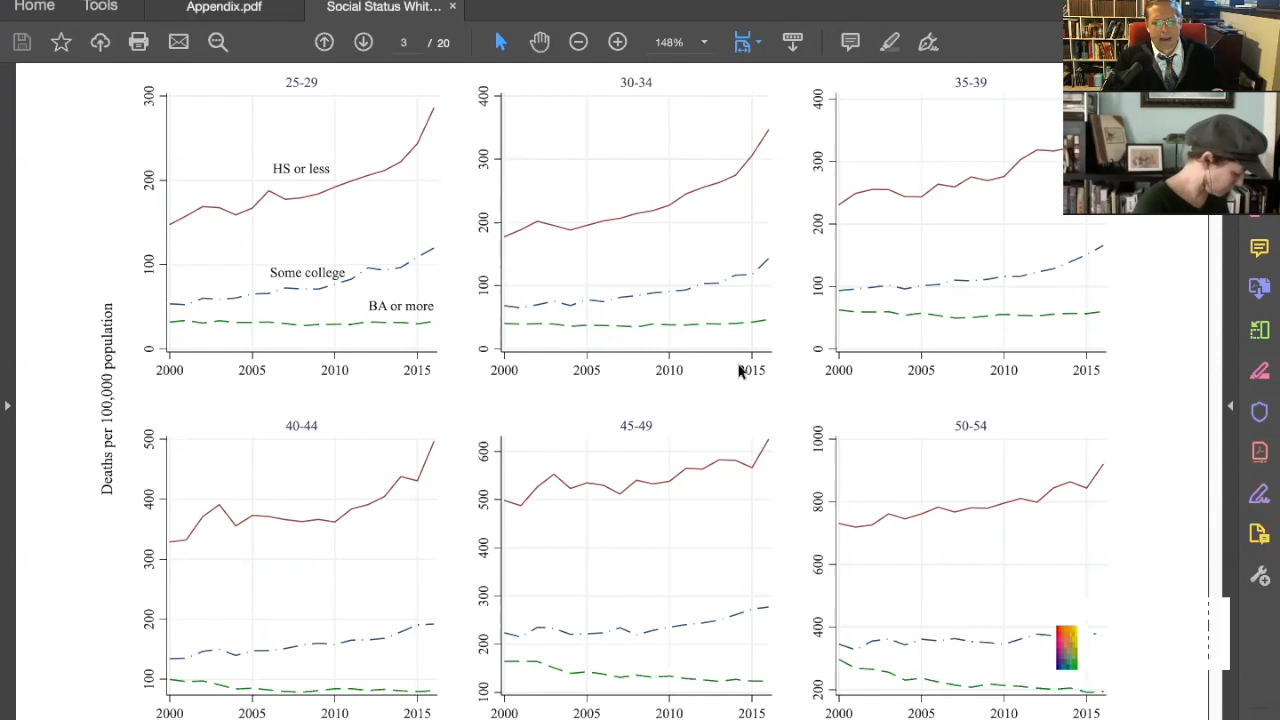 Home Tools Appendix.pdf Social Status Whit... ×
3 / 20 148%
25-29 30-34 35-39
300 400 400
HS or less
200 300 300
200 200
Some college
100 100 100
BA or more
0 0 0
2000 2005 2010 2015 2000 2005 2010 2015 2000 2005 2010 2015
Deaths per 100,000 population
40-44 45-49 50-54
500 600 1000
400 500 800
300 400 600
200 300 400
100 200 200
100
2000 2005 2010 2015 2000 2005 2010 2015 2000 2005 2010 2015